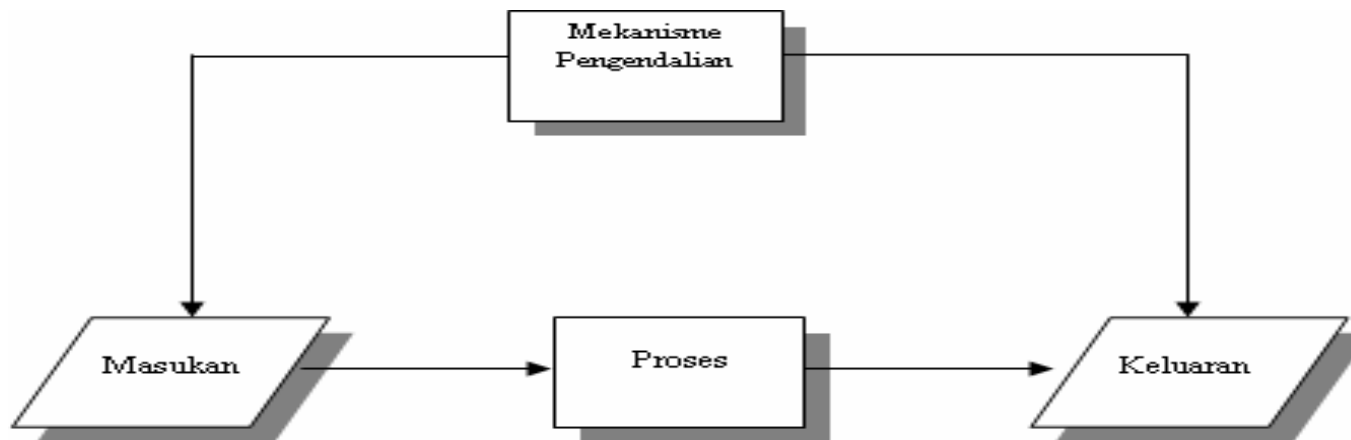 Mekanisme
Pengendalian
Masukan
Proses
Keluaran